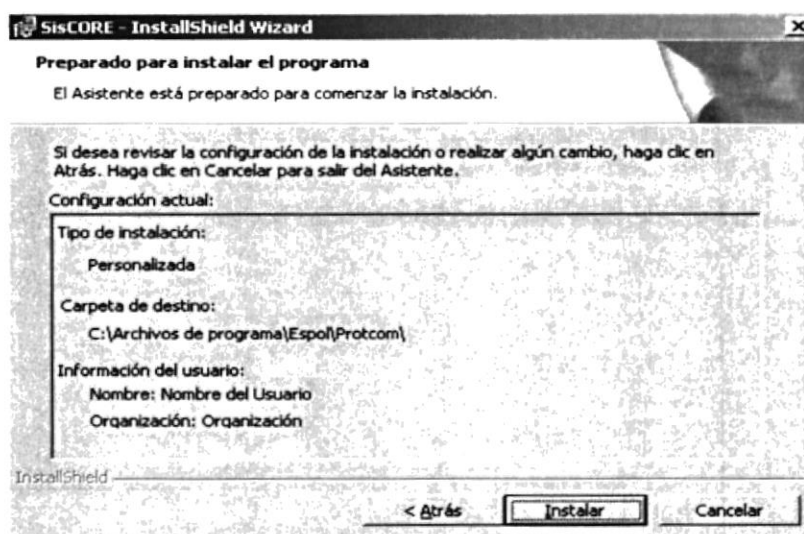 SisCORE - InstallShield Wizard
Preparado para instalar el programa
El Asistente está preparado para comenzar la instalación.
Si desea revisar la configuración de la instalación o realizar algún cambio, haga clic en
Atrás. Haga clic en Cancelar para salir del Asistente.
Configuración actual:
Tipo de instalación:
Personalizada
Carpeta de destino:
C:\Archivos de programa\Espol\Protcom\
Información del usuario:
Nombre: Nombre del Usuario
Organización: Organización
InstallShield
< Atrás Instalar Cancelar